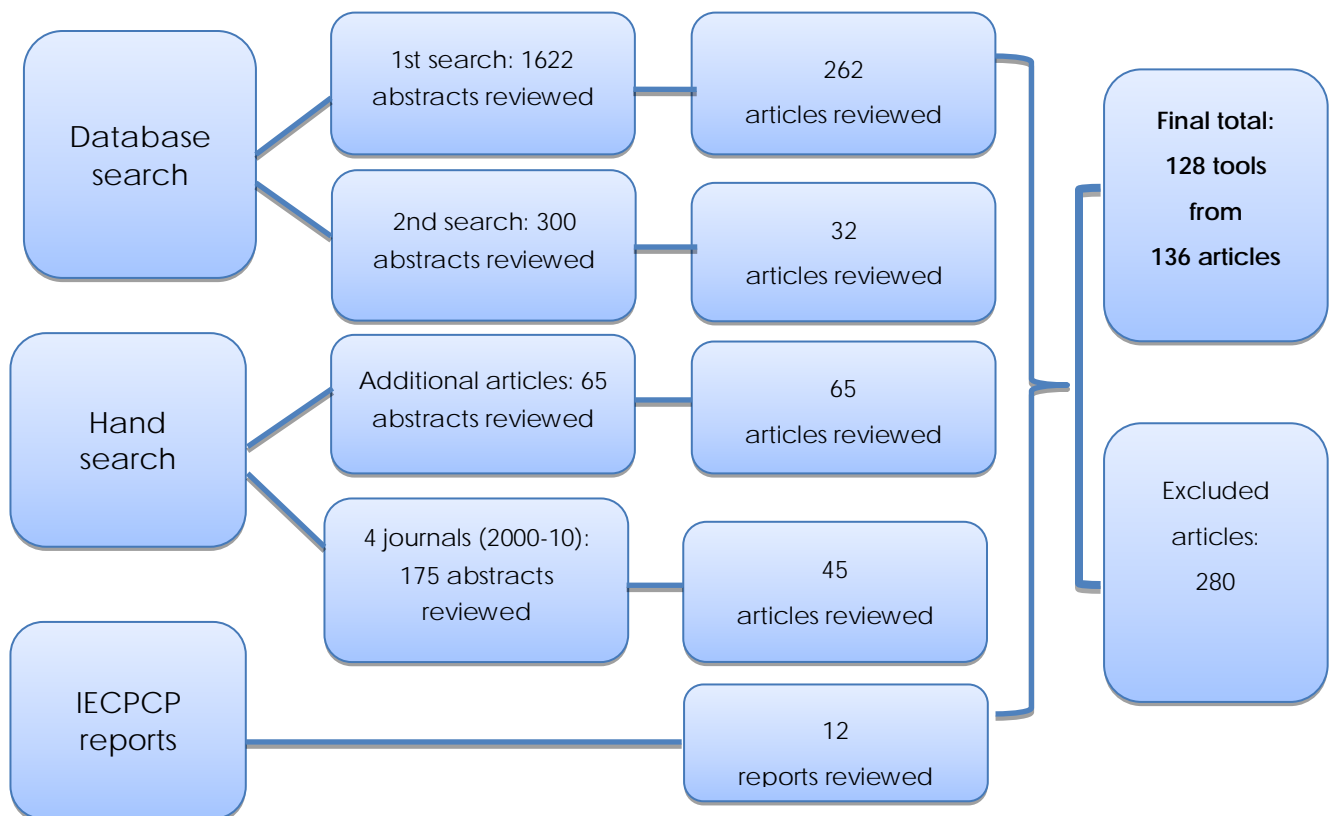 Database
search
1st search: 1622
abstracts reviewed
262
articles reviewed
2nd search: 300
abstracts reviewed
32
articles reviewed
Hand
search
Additional articles: 65
abstracts reviewed
65
articles reviewed
4 journals (2000-10):
175 abstracts
reviewed
45
articles reviewed
IECPCP
reports
12
reports reviewed
Final total:
128 tools
from
136 articles
Excluded
articles:
280